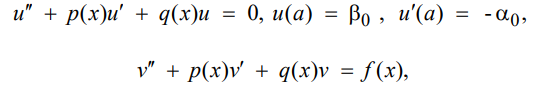 u″ + p(x)u′ + q(x)u = 0, u(a) = β₀ , u′(a) = -α₀,
v″ + p(x)v′ + q(x)v = f(x),